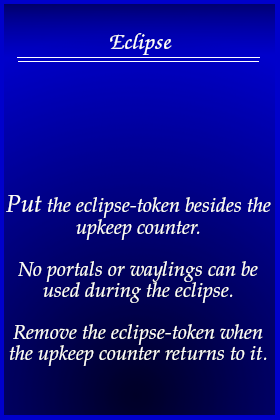 Eclipse
Put the eclipse-token besides the
upkeep counter.
No portals or waylings can be
used during the eclipse.
Remove the eclipse-token when
the upkeep counter returns to it.